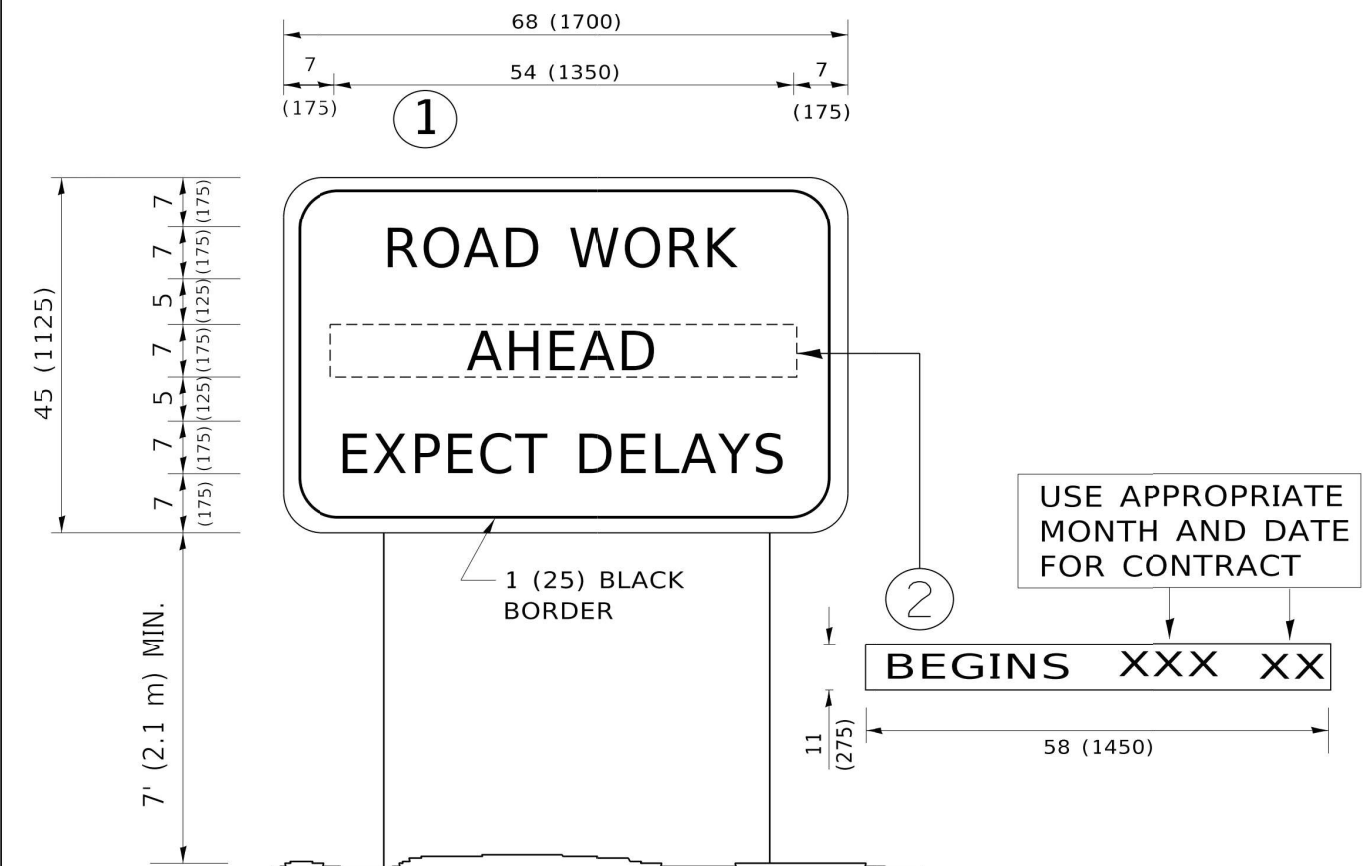 68 (1700)
7
54 (1350)
7
(175)
(175)
1
45 (1125)
7 (175)
7 (175)
5 (125)
7 (175)
5 (125)
7 (175)
7 (175)
ROAD WORK
AHEAD
EXPECT DELAYS
1 (25) BLACK
BORDER
7' (2.1 m) MIN.
2
USE APPROPRIATE
MONTH AND DATE
FOR CONTRACT
BEGINS XXX XX
11
(275)
58 (1450)